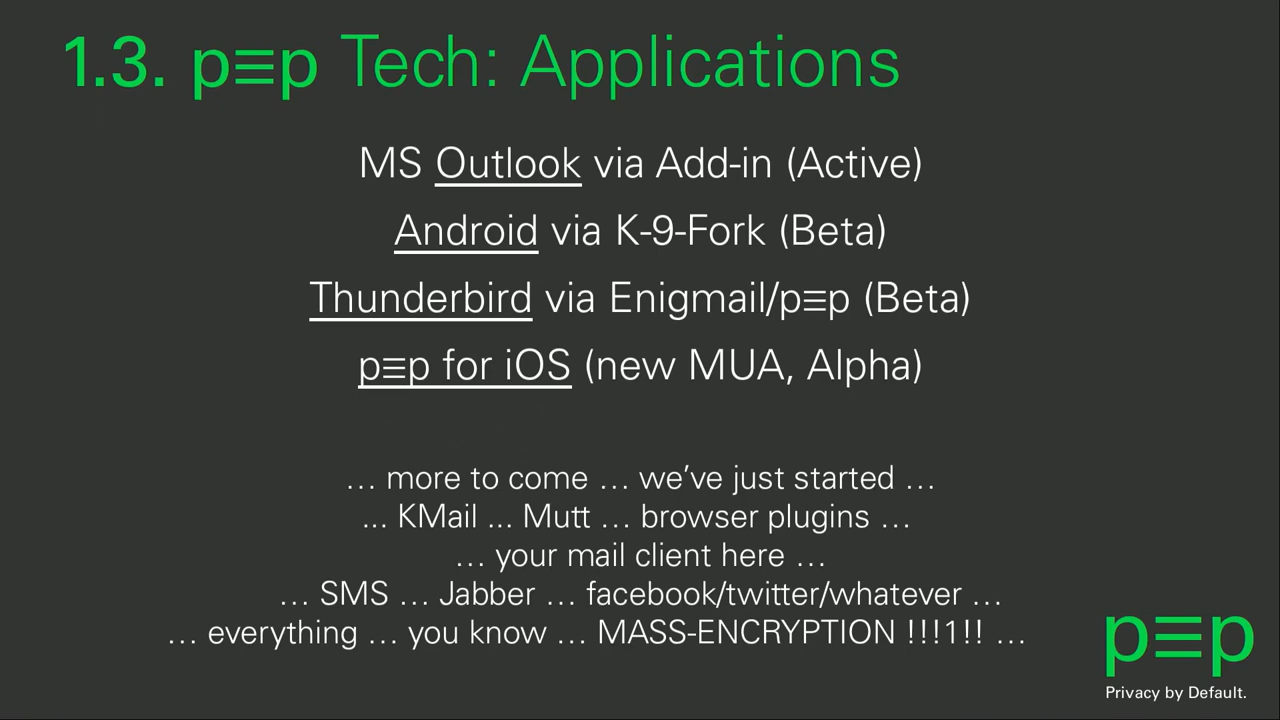 1.3. p≡p Tech: Applications
MS Outlook via Add-in (Active)
Android via K-9-Fork (Beta)
Thunderbird via Enigmail/p≡p (Beta)
p≡p for iOS (new MUA, Alpha)
… more to come … we’ve just started …
... KMail ... Mutt … browser plugins …
… your mail client here …
… SMS … Jabber … facebook/twitter/whatever …
… everything … you know … MASS-ENCRYPTION !!!1!! …
p≡p
Privacy by Default.